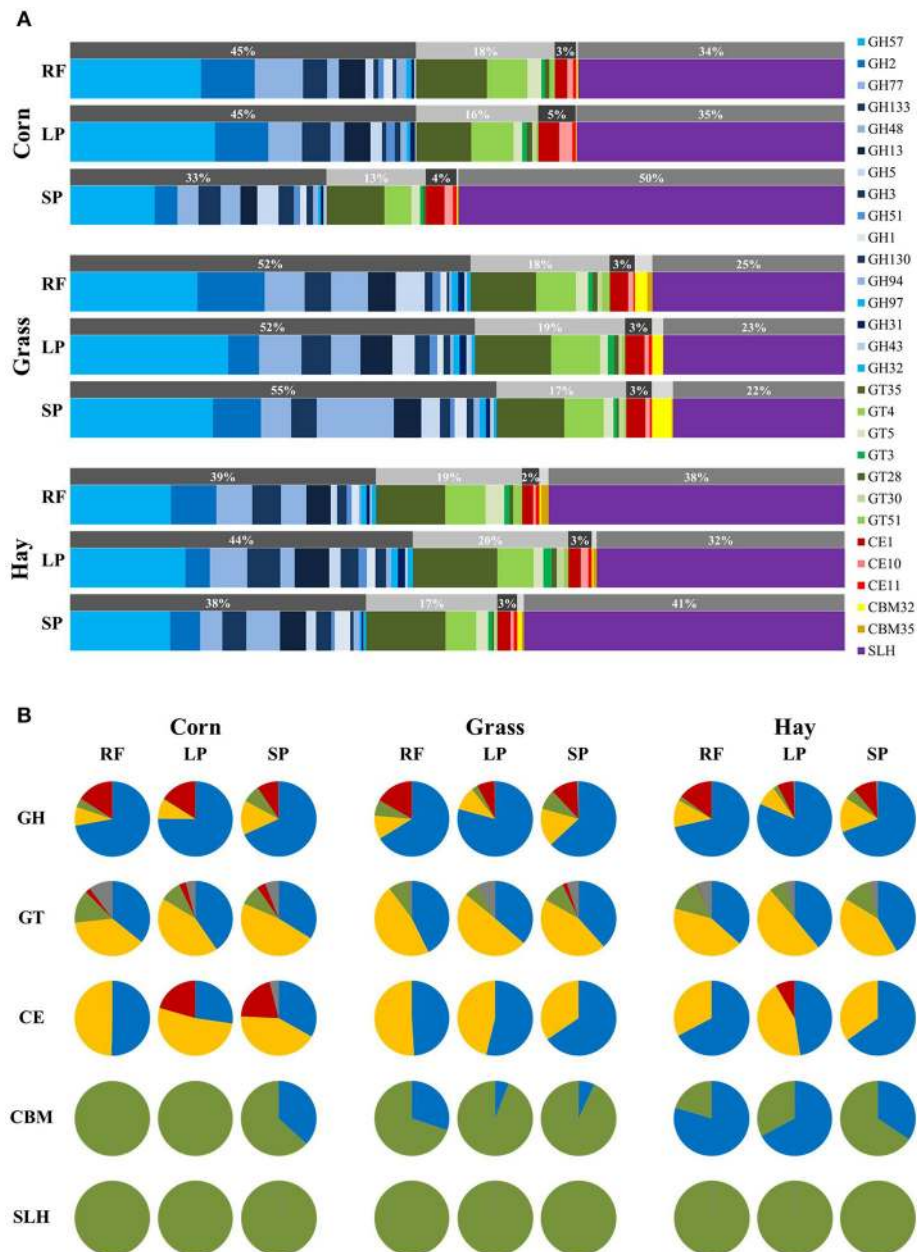 A
45% 18% 3% 34%
RF
45% 16% 5% 35%
LP
Corn
33% 13% 4% 50%
SP
52% 18% 3% 25%
RF
52% 19% 3% 23%
LP
Grass
55% 17% 3% 22%
SP
39% 19% 2% 38%
RF
44% 20% 3% 32%
LP
Hay
38% 17% 3% 41%
SP
GH57
GH2
GH77
GH133
GH48
GH13
GH5
GH3
GH51
GH1
GH130
GH94
GH97
GH31
GH43
GH32
GT35
GT4
GT5
GT3
GT28
GT30
GT51
CE1
CE10
CE11
CBM32
CBM35
SLH
B
Corn Grass Hay
RF LP SP RF LP SP RF LP SP
GH
GT
CE
CBM
SLH